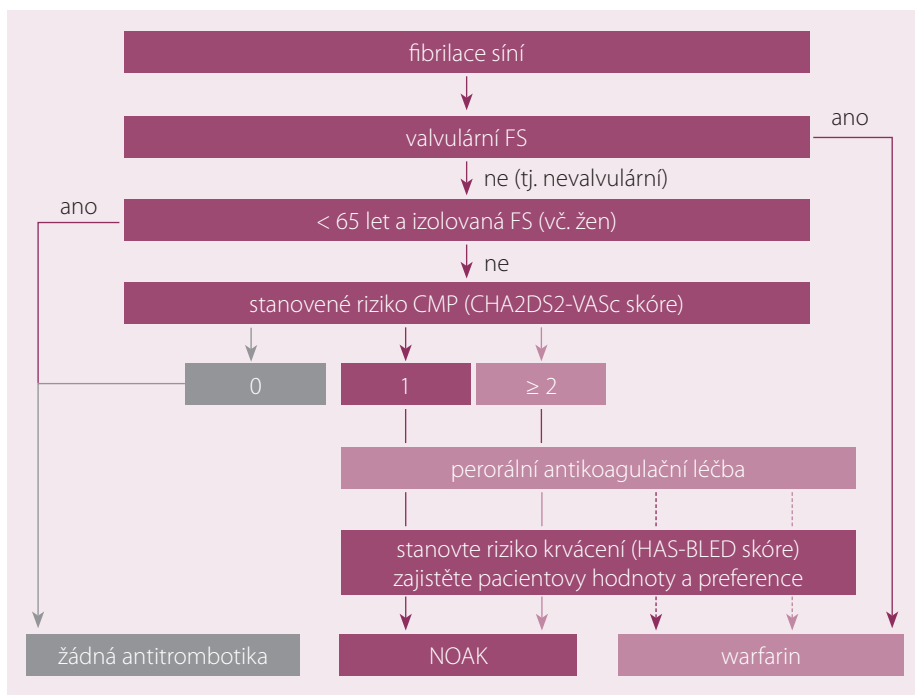 fibrilace síní
valvulární FS
ano
ne (tj. nevalvulární)
ano
< 65 let a izolovaná FS (vč. žen)
ne
stanovené riziko CMP (CHA2DS2-VASc skóre)
0
1
≥ 2
perorální antikoagulační léčba
stanovte riziko krvácení (HAS-BLED skóre)
zajistěte pacientovy hodnoty a preference
žádná antitrombotika
NOAK
warfarin